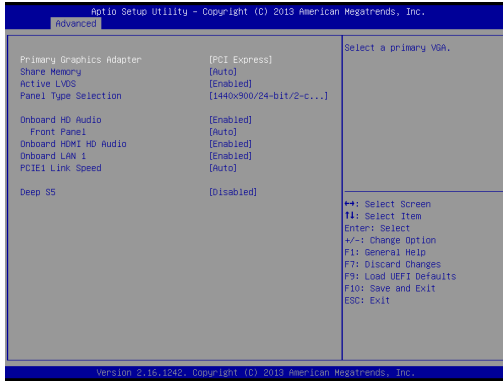 Aptio Setup Utility – Copyright (C) 2013 American Megatrends, Inc.
Advanced
Primary Graphics Adapter [PCI Express]
Share Memory [Auto]
Active LVDS [Enabled]
Panel Type Selection [1440x900/24-bit/2-c...]
Onboard HD Audio [Enabled]
Front Panel [Auto]
Onboard HDMI HD Audio [Enabled]
Onboard LAN 1 [Enabled]
PCIE1 Link Speed [Auto]
Deep S5 [Disabled]
Select a primary VGA.
↔: Select Screen
↑↓: Select Item
Enter: Select
+/-: Change Option
F1: General Help
F7: Discard Changes
F9: Load UEFI Defaults
F10: Save and Exit
ESC: Exit
Version 2.16.1242. Copyright (C) 2013 American Megatrends, Inc.